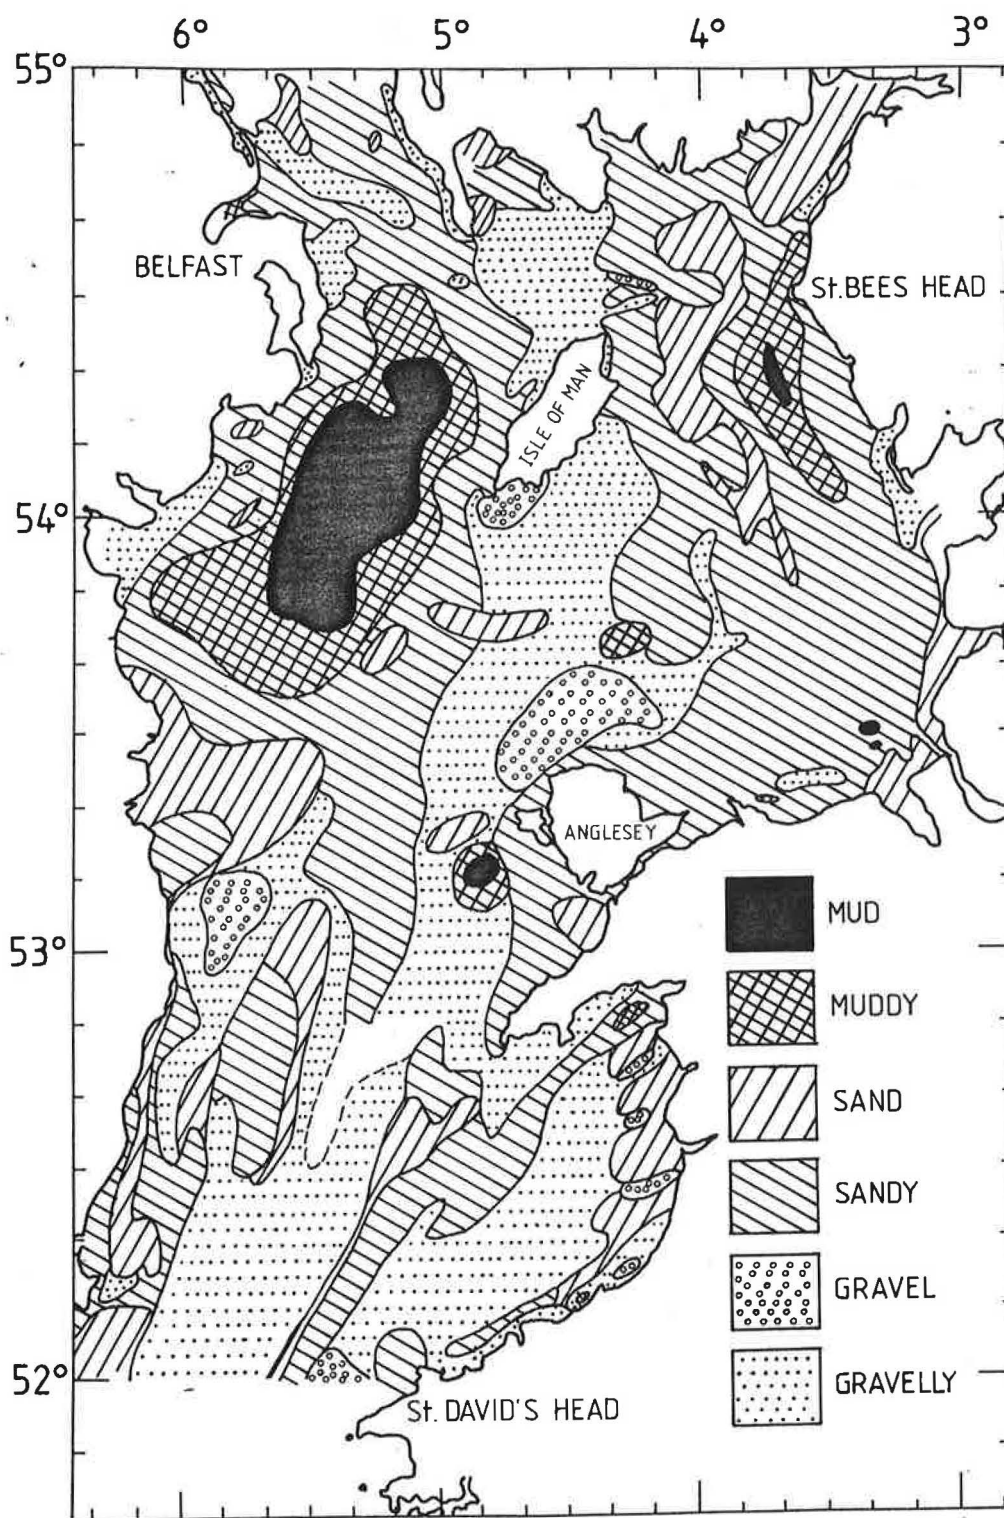 6° 5° 4° 3°
55°
BELFAST
St. BEES HEAD
ISLE OF MAN
54°
ANGLESEY
MUD
53°
MUDDY
SAND
SANDY
GRAVEL
52°
GRAVELLY
St. DAVID'S HEAD